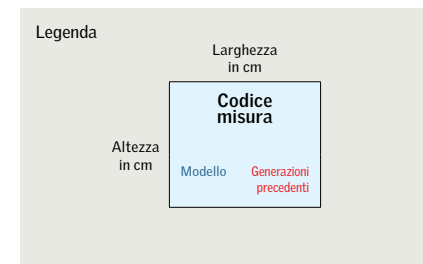 Legenda
Larghezza
in cm
Codice
misura
Altezza
in cm
Modello
Generazioni
precedenti